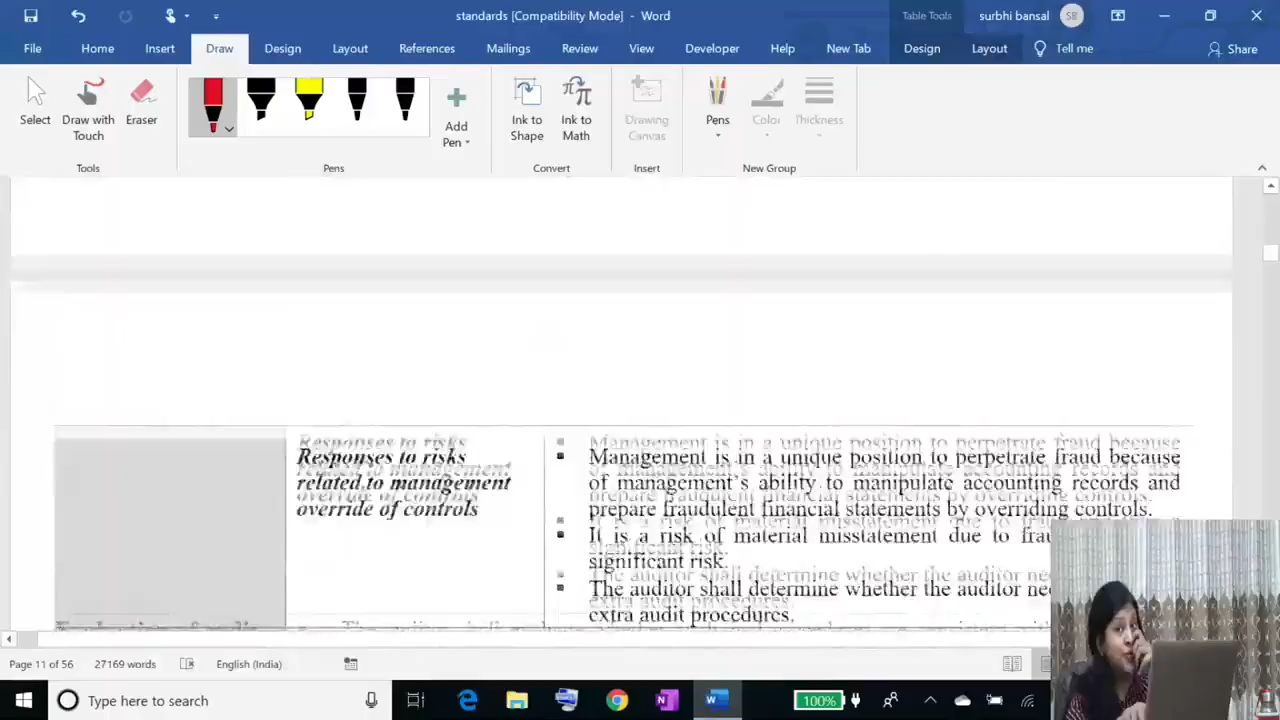 standards [Compatibility Mode] - Word
Table Tools
surbhi bansal
SB
File
Home
Insert
Draw
Design
Layout
References
Mailings
Review
View
Developer
Help
New Tab
Design
Layout
Tell me
Share
Select
Draw with Touch
Eraser
Add Pen
Ink to Shape
Ink to Math
Drawing Canvas
Pens
Color
Thickness
Tools
Pens
Convert
Insert
New Group
Responses to risks
related to management
override of controls
Management is in a unique position to perpetrate fraud because
of management's ability to manipulate accounting records and
prepare fraudulent financial statements by overriding controls.
It is a risk of material misstatement due to
significant risk.
The auditor shall determine whether the auditor
extra audit procedures.
Page 11 of 56
27169 words
English (India)
Type here to search
100%